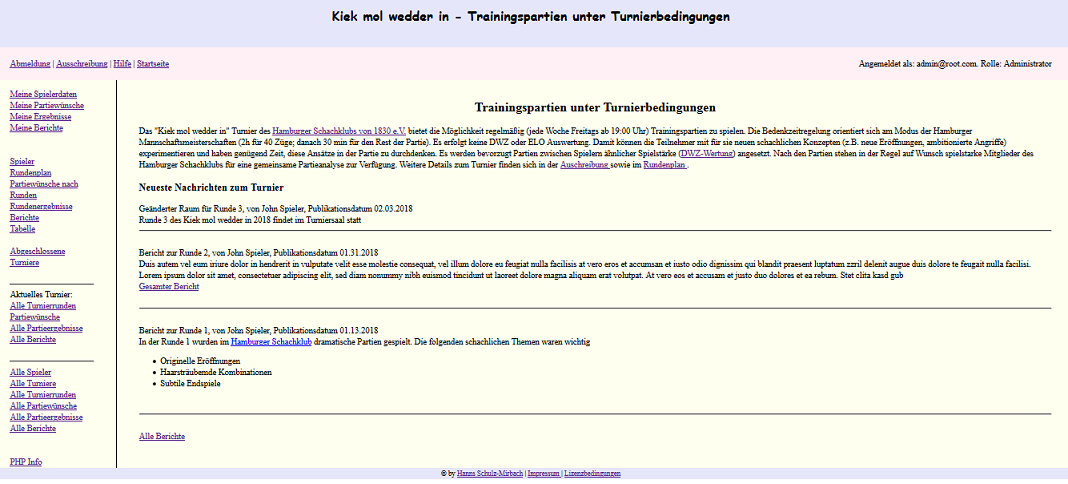 Kiek mol wedder in - Trainingspartien unter Turnierbedingungen
Abmeldung | Ausschreibung | Hilfe | Startseite
Angemeldet als: admin@root.com. Rolle: Administrator
Meine Spielerdaten
Meine Partiewünsche
Meine Ergebnisse
Meine Berichte
Spieler
Rundenplan
Partiewünsche nach
Runden
Rundenergebnisse
Berichte
Tabelle
Abgeschlossene
Turniere
Aktuelles Turnier:
Alle Turnierrunden
Partiewünsche
Alle Partieergebnisse
Alle Berichte
Alle Spieler
Alle Turniere
Alle Turnierrunden
Alle Partiewünsche
Alle Partieergebnisse
Alle Berichte
PHP Info
Trainingspartien unter Turnierbedingungen
Das "Kiek mol wedder in" Turnier des Hamburger Schachklubs von 1830 e.V. bietet die Möglichkeit regelmäßig (jede Woche Freitags ab 19:00 Uhr) Trainingspartien zu spielen. Die Bedenkzeitregelung orientiert sich am Modus der Hamburger
Mannschaftsmeisterschaften (2h für 40 Züge; danach 30 min für den Rest der Partie). Es erfolgt keine DWZ oder ELO Auswertung. Damit können die Teilnehmer mit für sie neuen schachlichen Konzepten (z.B. neue Eröffnungen, ambitionierte Angriffe)
experimentieren und haben genügend Zeit, diese Ansätze in der Partie zu durchdenken. Es werden bevorzugt Partien zwischen Spielern ähnlicher Spielstärke (DWZ-Wertung) angesetzt. Nach den Partien stehen in der Regel auf Wunsch spielstarke Mitglieder des
Hamburger Schachklubs für eine gemeinsame Partieanalyse zur Verfügung. Weitere Details zum Turnier finden sich in der Auschreibung sowie im Rundenplan .
Neueste Nachrichten zum Turnier
Geänderter Raum für Runde 3, von John Spieler, Publikationsdatum 02.03.2018
Runde 3 des Kiek mol wedder in 2018 findet im Turniersaal statt
Bericht zur Runde 2, von John Spieler, Publikationsdatum 01.31.2018
Duis autem vel eum iriure dolor in hendrerit in vulputate velit esse molestie consequat, vel illum dolore eu feugiat nulla facilisis at vero eros et accumsan et iusto odio dignissim qui blandit praesent luptatum zzril delenit augue duis dolore te feugait nulla facilisi.
Lorem ipsum dolor sit amet, consectetuer adipiscing elit, sed diam nonummy nibh euismod tincidunt ut laoreet dolore magna aliquam erat volutpat. At vero eos et accusam et justo duo dolores et ea rebum. Stet clita kasd gub
Gesamter Bericht
Bericht zur Runde 1, von John Spieler, Publikationsdatum 01.13.2018
In der Runde 1 wurden im Hamburger Schachklub dramatische Partien gespielt. Die folgenden schachlichen Themen waren wichtig
• Originelle Eröffnungen
• Haarsträubende Kombinationen
• Subtile Endspiele
Alle Berichte
© by Hanns Schulz-Mirbach | Impressum | Lizenzbedingungen